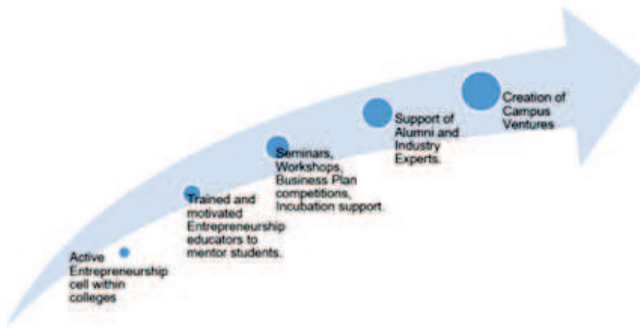 Active
Entrepreneurship
cell within
colleges
Trained and
motivated
Entrepreneurship
educators to
mentor students.
Seminars,
Workshops,
Business Plan
competitions,
Incubation support.
Support of
Alumni and
Industry
Experts.
Creation of
Campus
Ventures